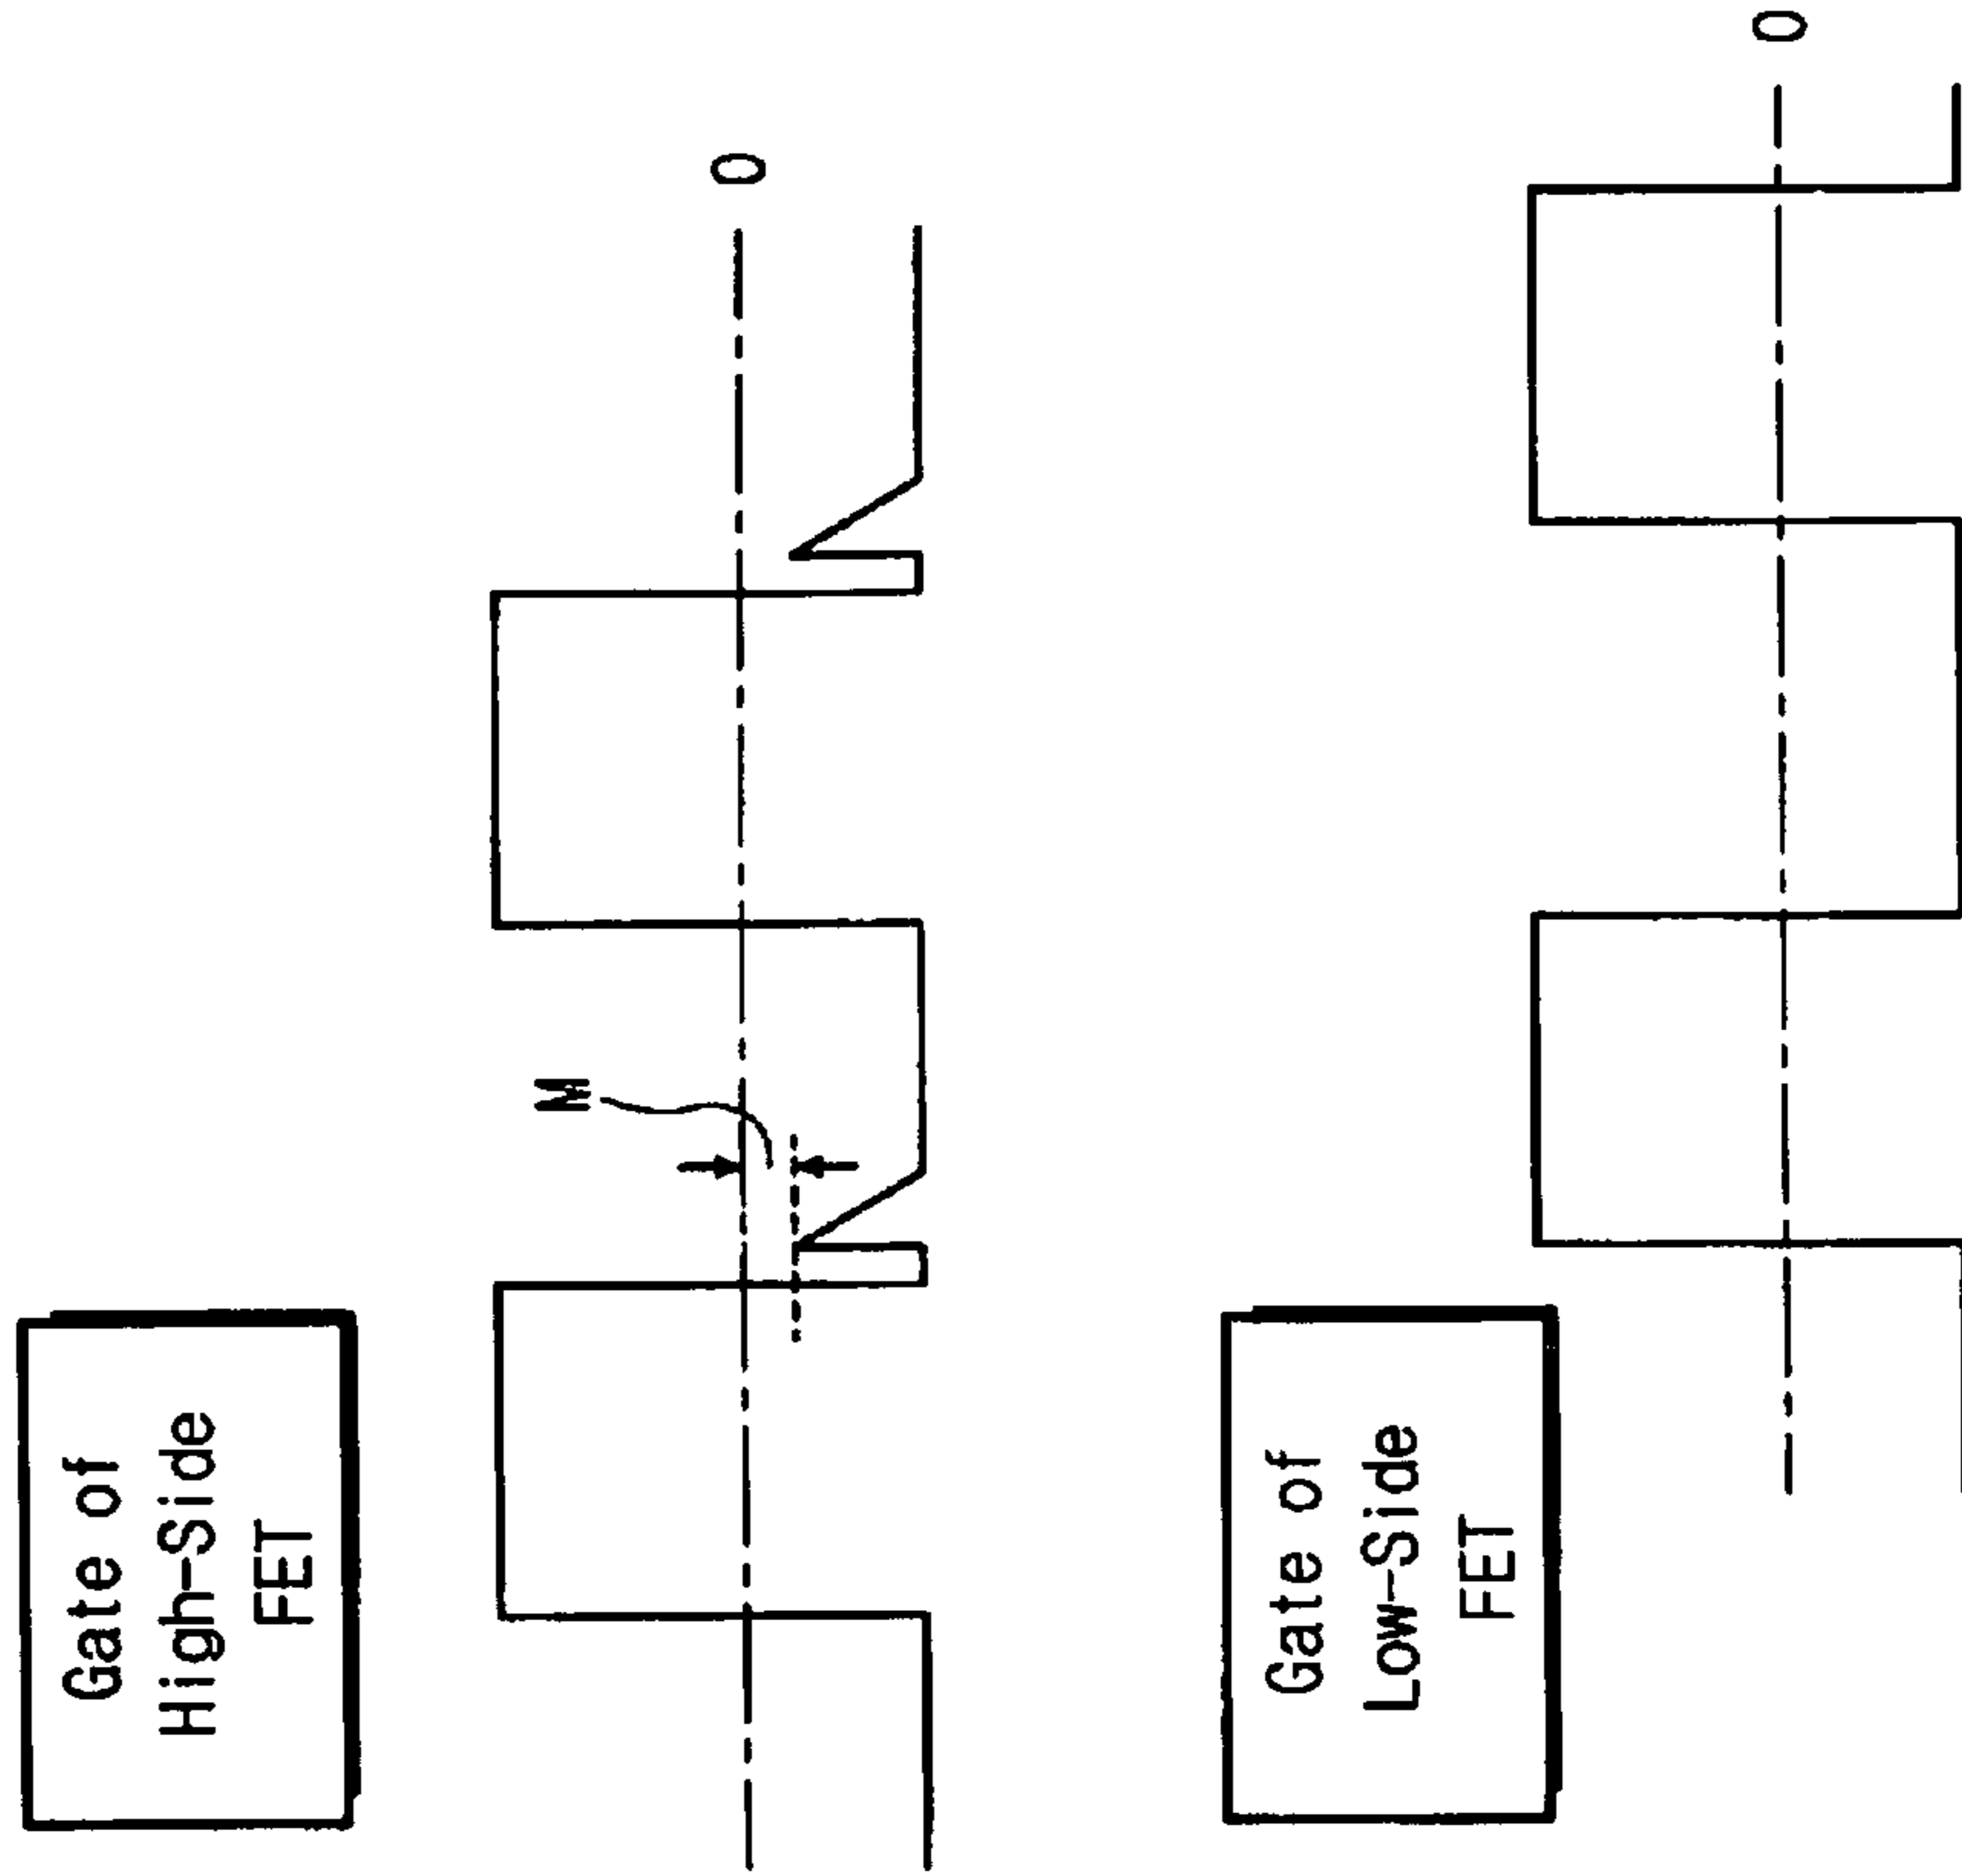 Gate of
High-Side
FET
M
0
Gate of
Low-Side
FET
0